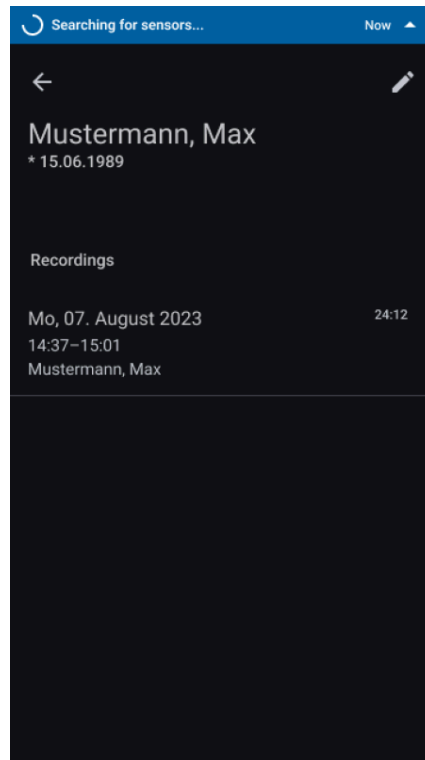 Searching for sensors... Now
Mustermann, Max
* 15.06.1989
Recordings
Mo, 07. August 2023 24:12
14:37–15:01
Mustermann, Max